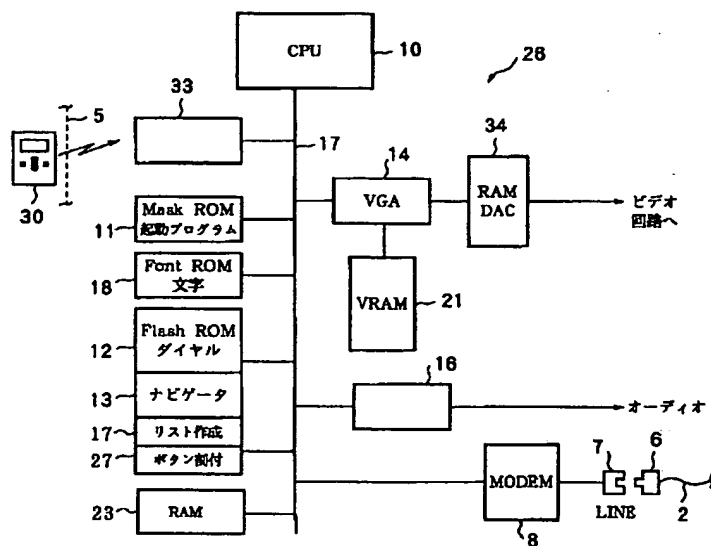 CPU
10
26
33
5
17
14
34
30
VGA
RAM
DAC
ビデオ
回路へ
Mask ROM
起動プログラム
11
Font ROM
文字
18
VRAM
21
Flash ROM
ダイヤル
12
16
ナビゲータ
13
オーディオ
リスト作成
17
ボタン割付
27
7
6
MODEM
LINE
2
RAM
23
8